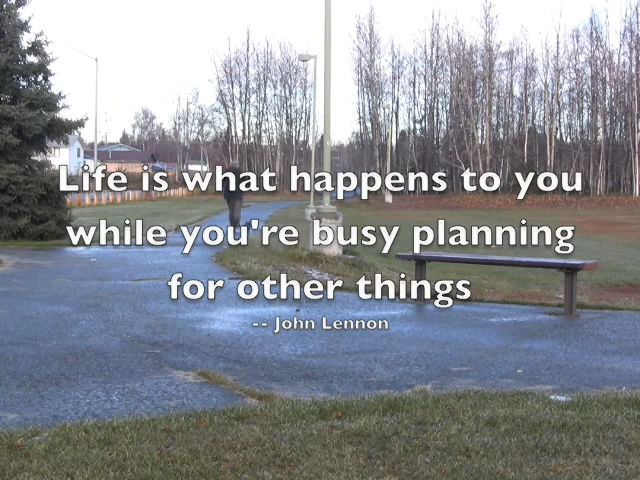 Life is what happens to you
while you're busy planning
for other things
-- John Lennon